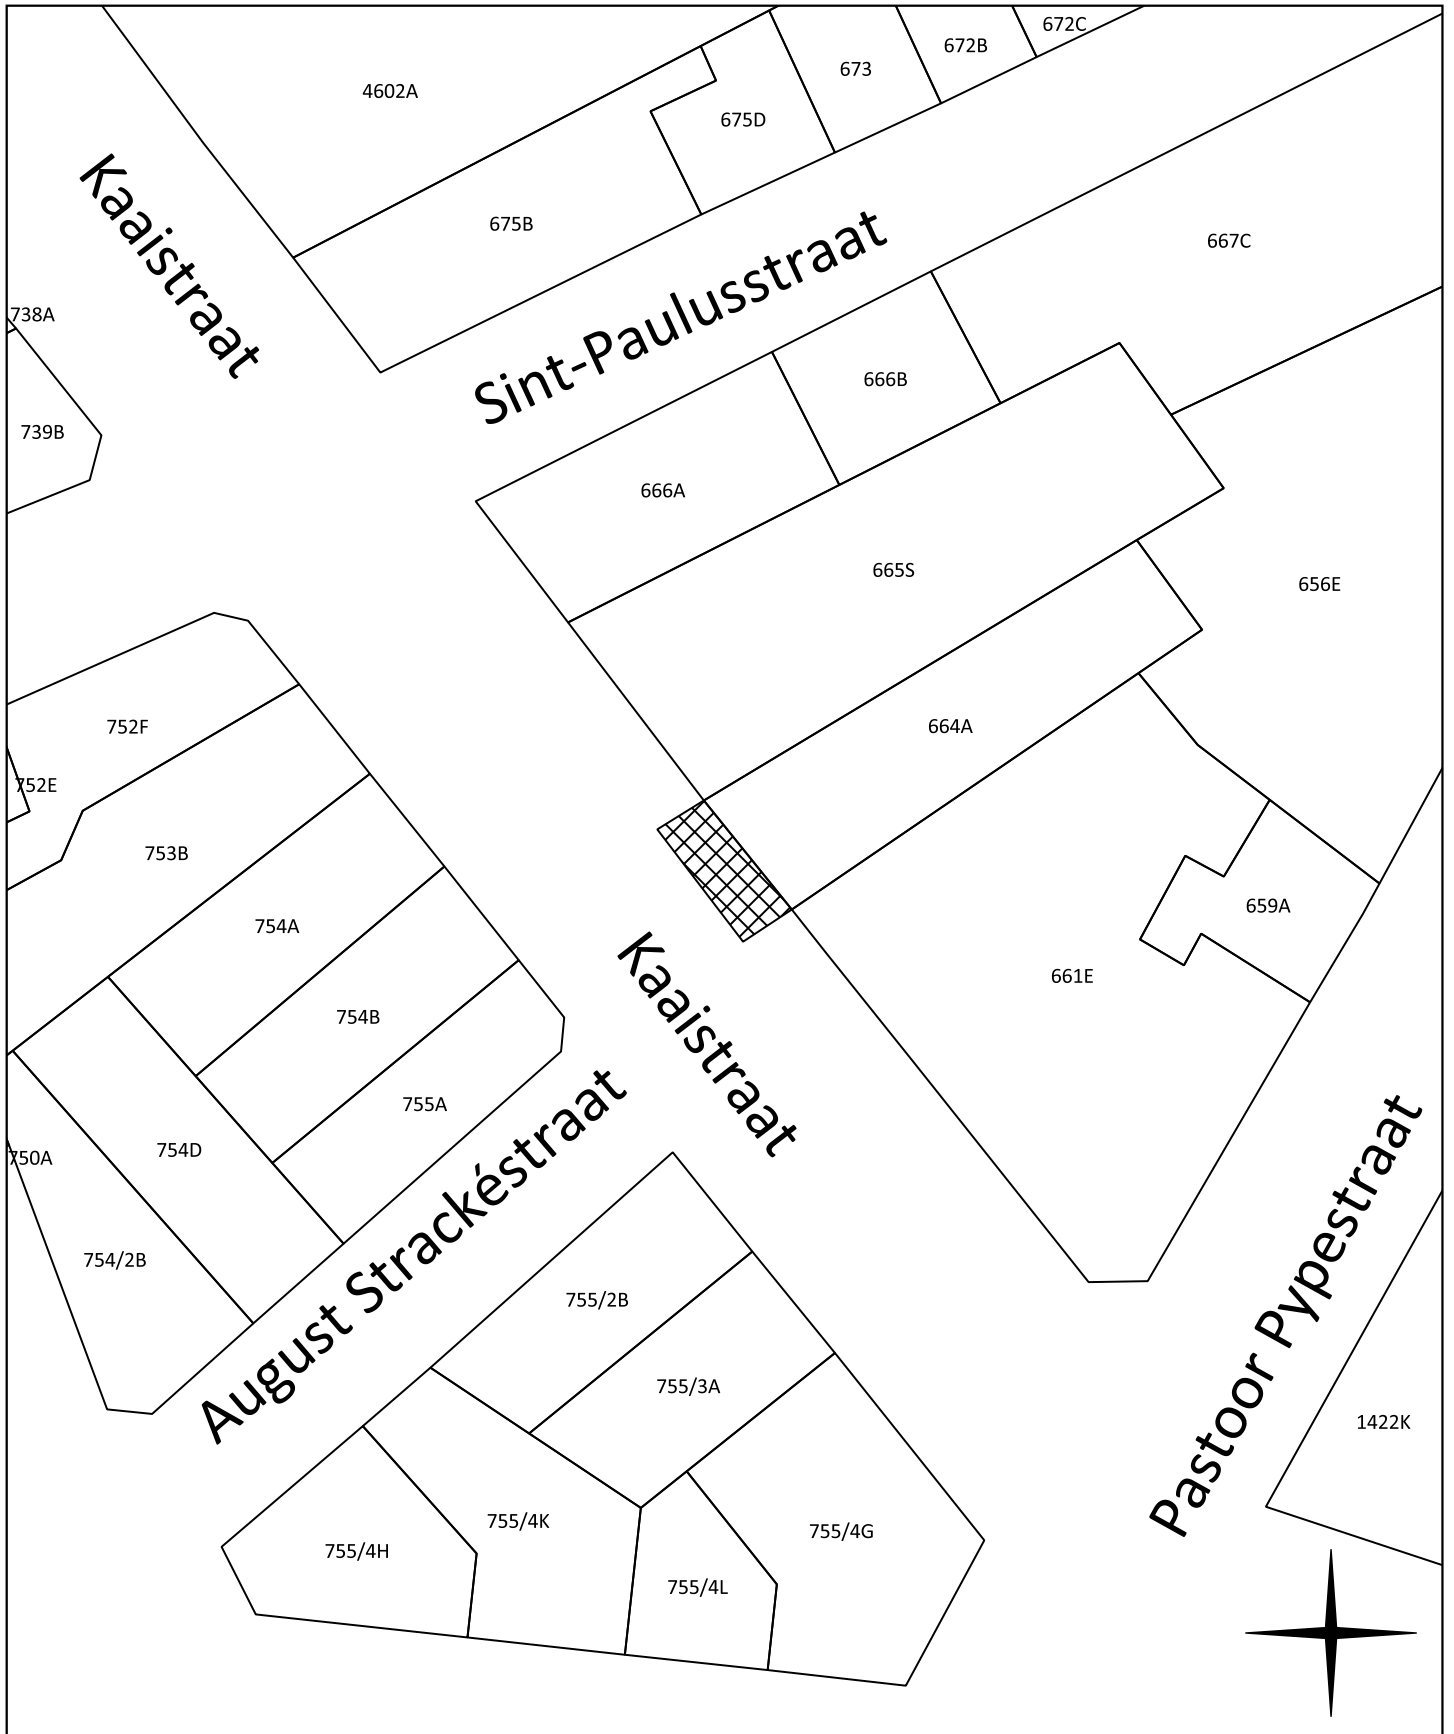 672C
672B
673
4602A
675D
675B
Kaaistraat
Sint-Paulusstraat
667C
738A
739B
666B
666A
665S
656E
752F
752E
664A
753B
754A
659A
661E
754B
Kaaistraat
755A
754D
750A
754/2B
August Strackéstraat
755/2B
755/3A
Pastoor Pypestraat
1422K
755/4K
755/4H
755/4L
755/4G